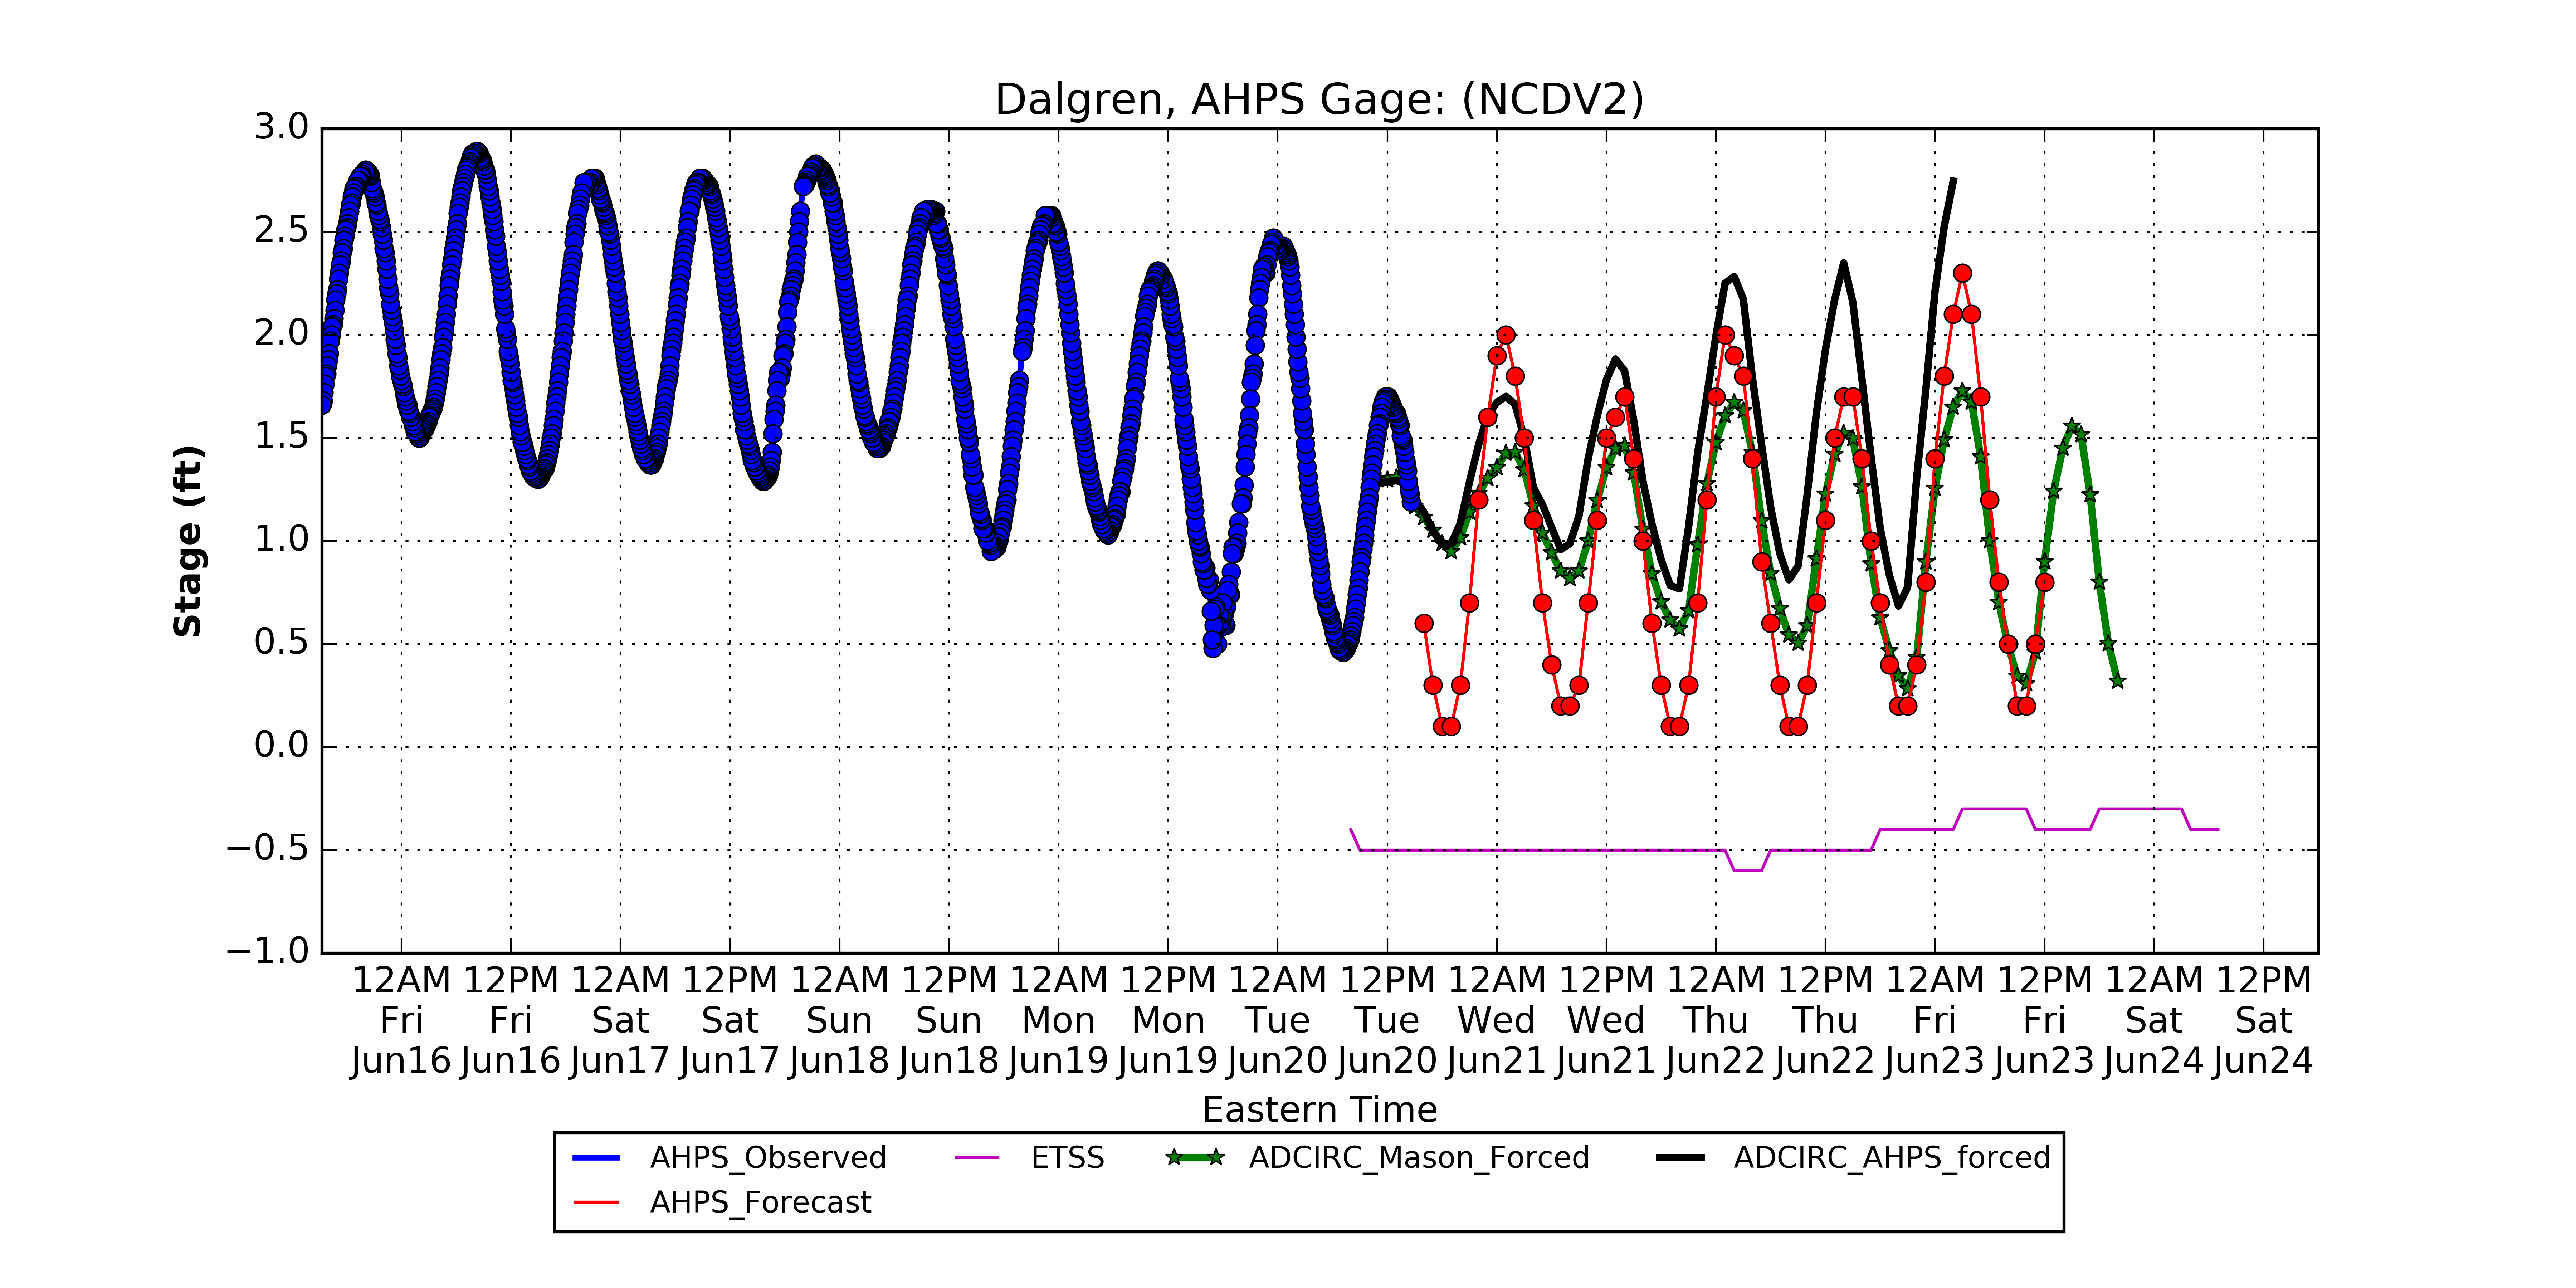 Dalgren, AHPS Gage: (NCDV2)
3.0
2.5
2.0
1.5
1.0
0.5
0.0
−0.5
−1.0
Stage (ft)
12AM 12PM 12AM 12PM 12AM 12PM 12AM 12PM 12AM 12PM 12AM 12PM 12AM 12PM 12AM 12PM 12AM 12PM
Fri Fri Sat Sat Sun Sun Mon Mon Tue Tue Wed Wed Thu Thu Fri Fri Sat Sat
Jun16 Jun16 Jun17 Jun17 Jun18 Jun18 Jun19 Jun19 Jun20 Jun20 Jun21 Jun21 Jun22 Jun22 Jun23 Jun23 Jun24 Jun24
Eastern Time
AHPS_Observed ETSS ADCIRC_Mason_Forced ADCIRC_AHPS_forced
AHPS_Forecast